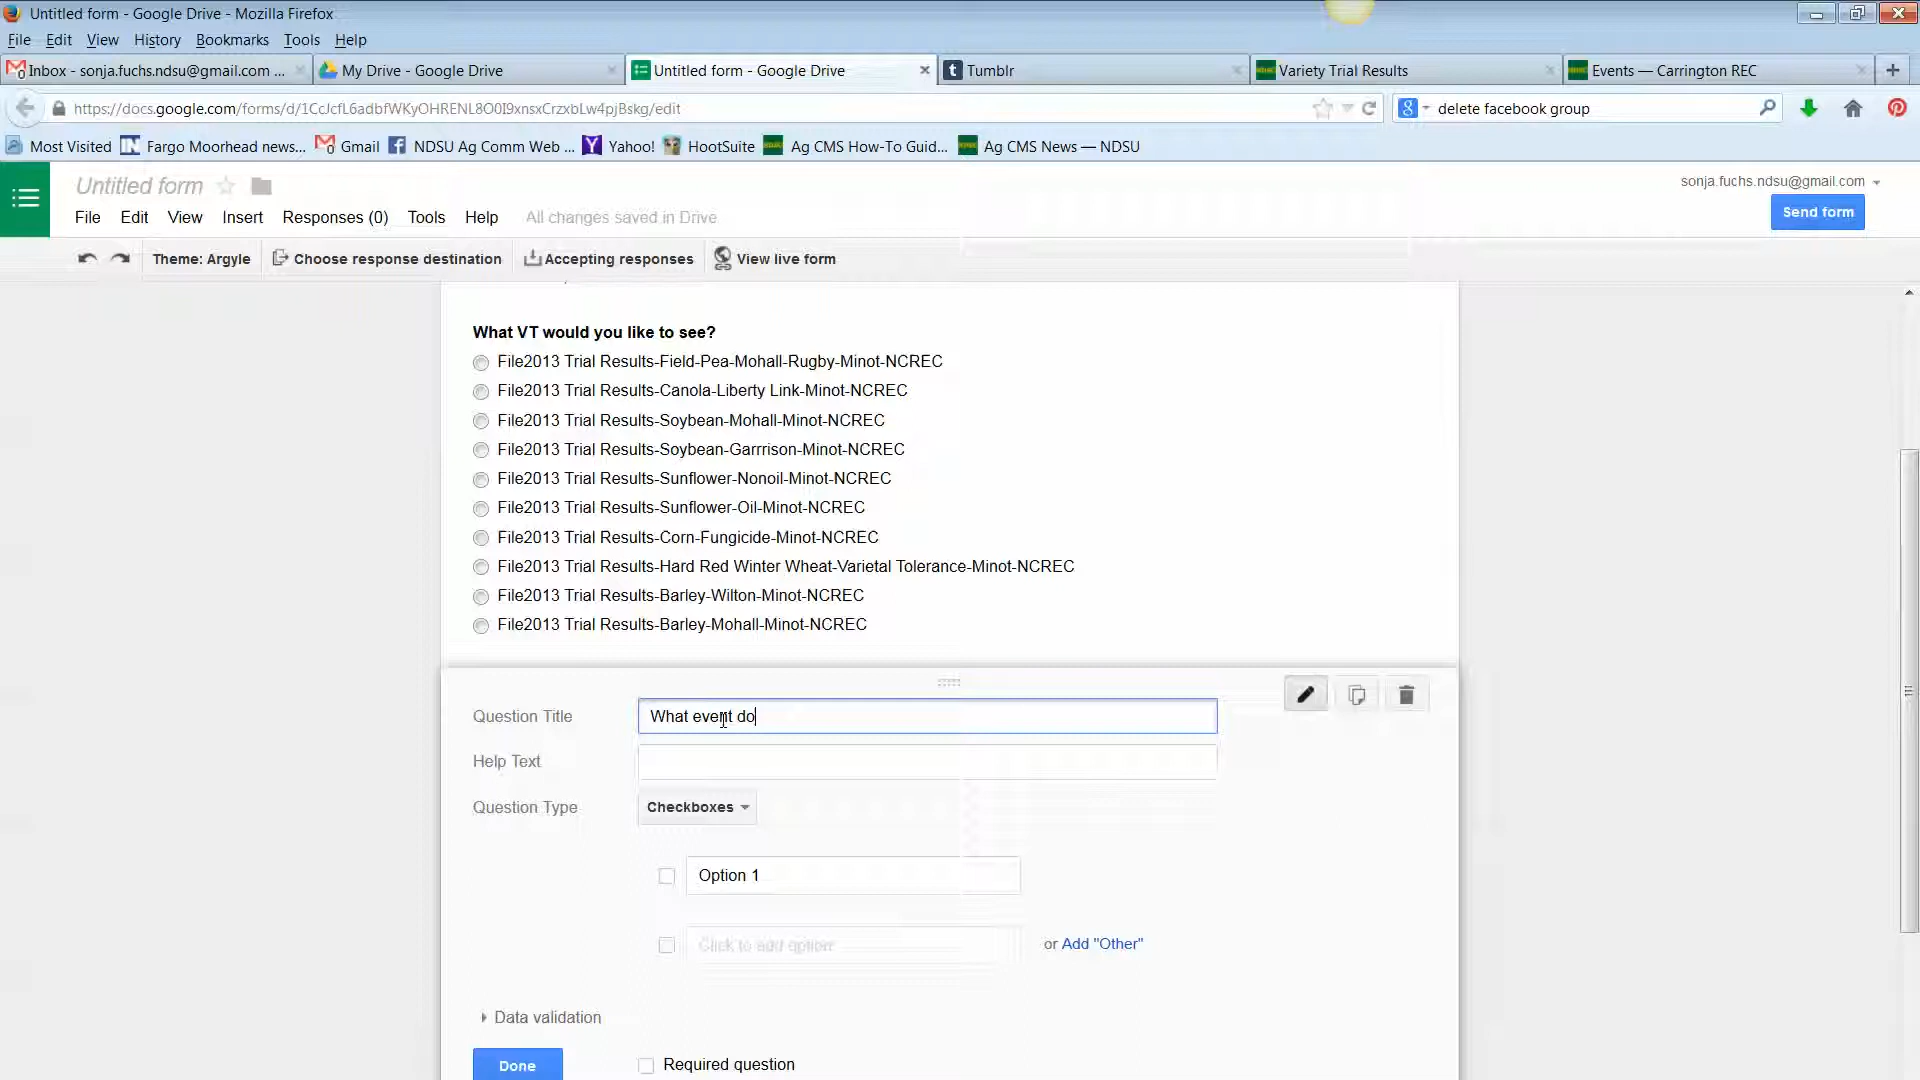 Untitled form - Google Drive - Mozilla Firefox
File Edit View History Bookmarks Tools Help
Inbox - sonja.fuchs.ndsu@gmail.com ... My Drive - Google Drive Untitled form - Google Drive Tumblr Variety Trial Results Events — Carrington REC
https://docs.google.com/forms/d/1CcJcfL6adbfWKyOHRENL8O0I9xnsxCrzxbLw4pjBskg/edit delete facebook group
Most Visited Fargo Moorhead news... Gmail NDSU Ag Comm Web ... Yahoo! HootSuite Ag CMS How-To Guid... Ag CMS News — NDSU
Untitled form sonja.fuchs.ndsu@gmail.com
File Edit View Insert Responses (0) Tools Help All changes saved in Drive Send form
Theme: Argyle Choose response destination Accepting responses View live form
What VT would you like to see?
File2013 Trial Results-Field-Pea-Mohall-Rugby-Minot-NCREC
File2013 Trial Results-Canola-Liberty Link-Minot-NCREC
File2013 Trial Results-Soybean-Mohall-Minot-NCREC
File2013 Trial Results-Soybean-Garrrison-Minot-NCREC
File2013 Trial Results-Sunflower-Nonoil-Minot-NCREC
File2013 Trial Results-Sunflower-Oil-Minot-NCREC
File2013 Trial Results-Corn-Fungicide-Minot-NCREC
File2013 Trial Results-Hard Red Winter Wheat-Varietal Tolerance-Minot-NCREC
File2013 Trial Results-Barley-Wilton-Minot-NCREC
File2013 Trial Results-Barley-Mohall-Minot-NCREC
Question Title What event do
Help Text
Question Type Checkboxes
Option 1
Click to add option or Add "Other"
Data validation
Done Required question